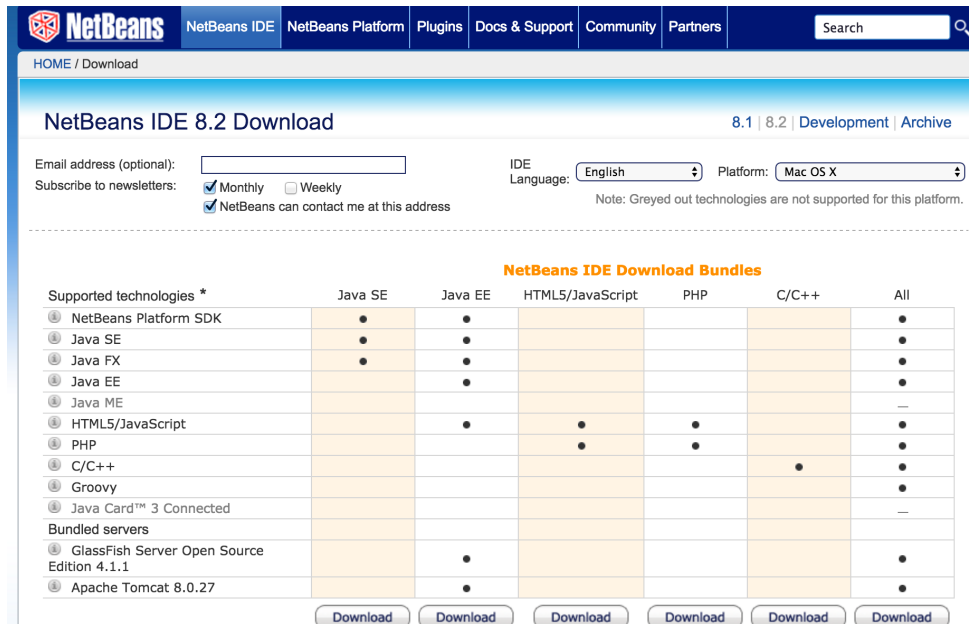 NetBeans NetBeans IDE NetBeans Platform Plugins Docs & Support Community Partners Search
HOME / Download
NetBeans IDE 8.2 Download 8.1 | 8.2 | Development | Archive
Email address (optional):
IDE Language: English Platform: Mac OS X
Subscribe to newsletters: Monthly Weekly
Note: Greyed out technologies are not supported for this platform.
NetBeans can contact me at this address
NetBeans IDE Download Bundles
Supported technologies * Java SE Java EE HTML5/JavaScript PHP C/C++ All
NetBeans Platform SDK • • •
Java SE • • •
Java FX • • •
Java EE • •
Java ME —
HTML5/JavaScript • • • •
PHP • • •
C/C++ • •
Groovy •
Java Card™ 3 Connected —
Bundled servers
GlassFish Server Open Source
Edition 4.1.1 • •
Apache Tomcat 8.0.27 • •
Download Download Download Download Download Download